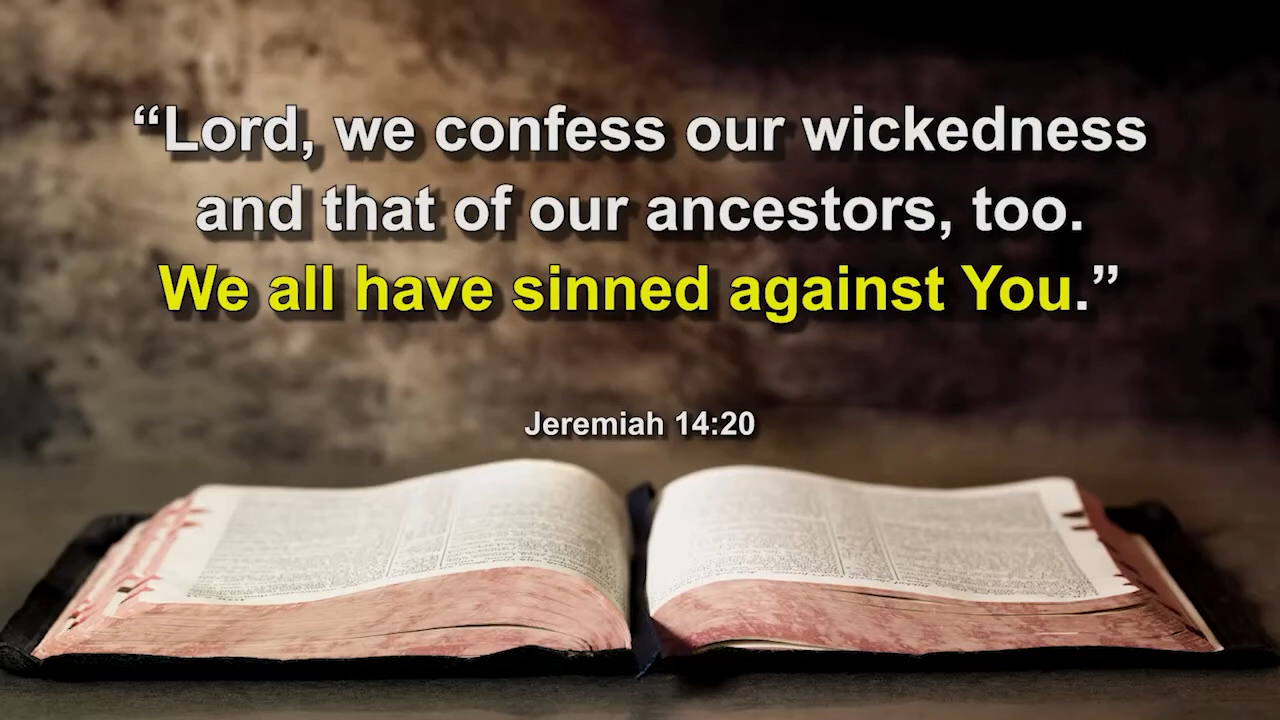 “Lord, we confess our wickedness
and that of our ancestors, too.
We all have sinned against You.”
Jeremiah 14:20